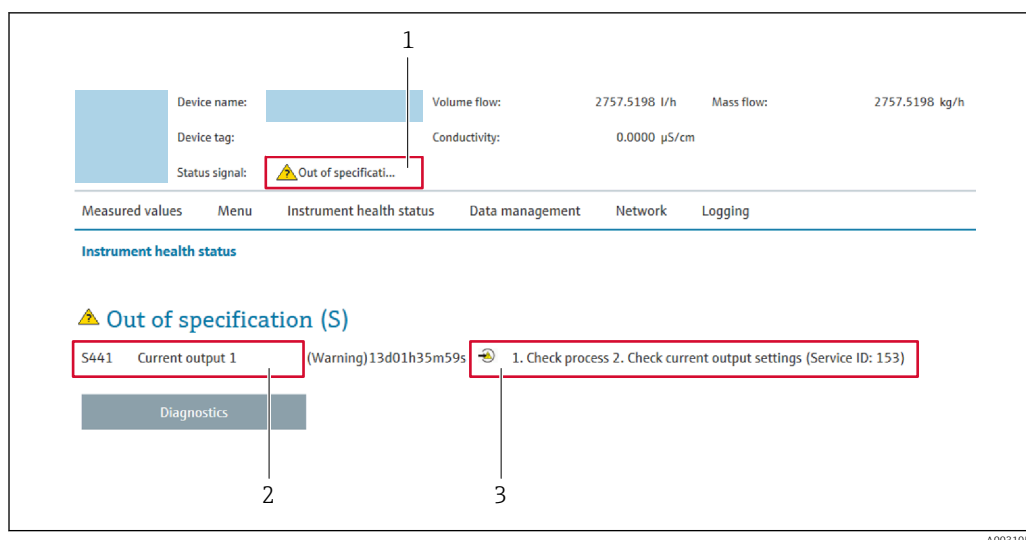 1
Device name: Volume flow: 2757.5198 l/h Mass flow: 2757.5198 kg/h
Device tag: Conductivity: 0.0000 µS/cm
Status signal: Out of specificati...
Measured values Menu Instrument health status Data management Network Logging
Instrument health status
Out of specification (S)
S441 Current output 1 (Warning)13d01h35m59s 1. Check process 2. Check current output settings (Service ID: 153)
Diagnostics
2 3